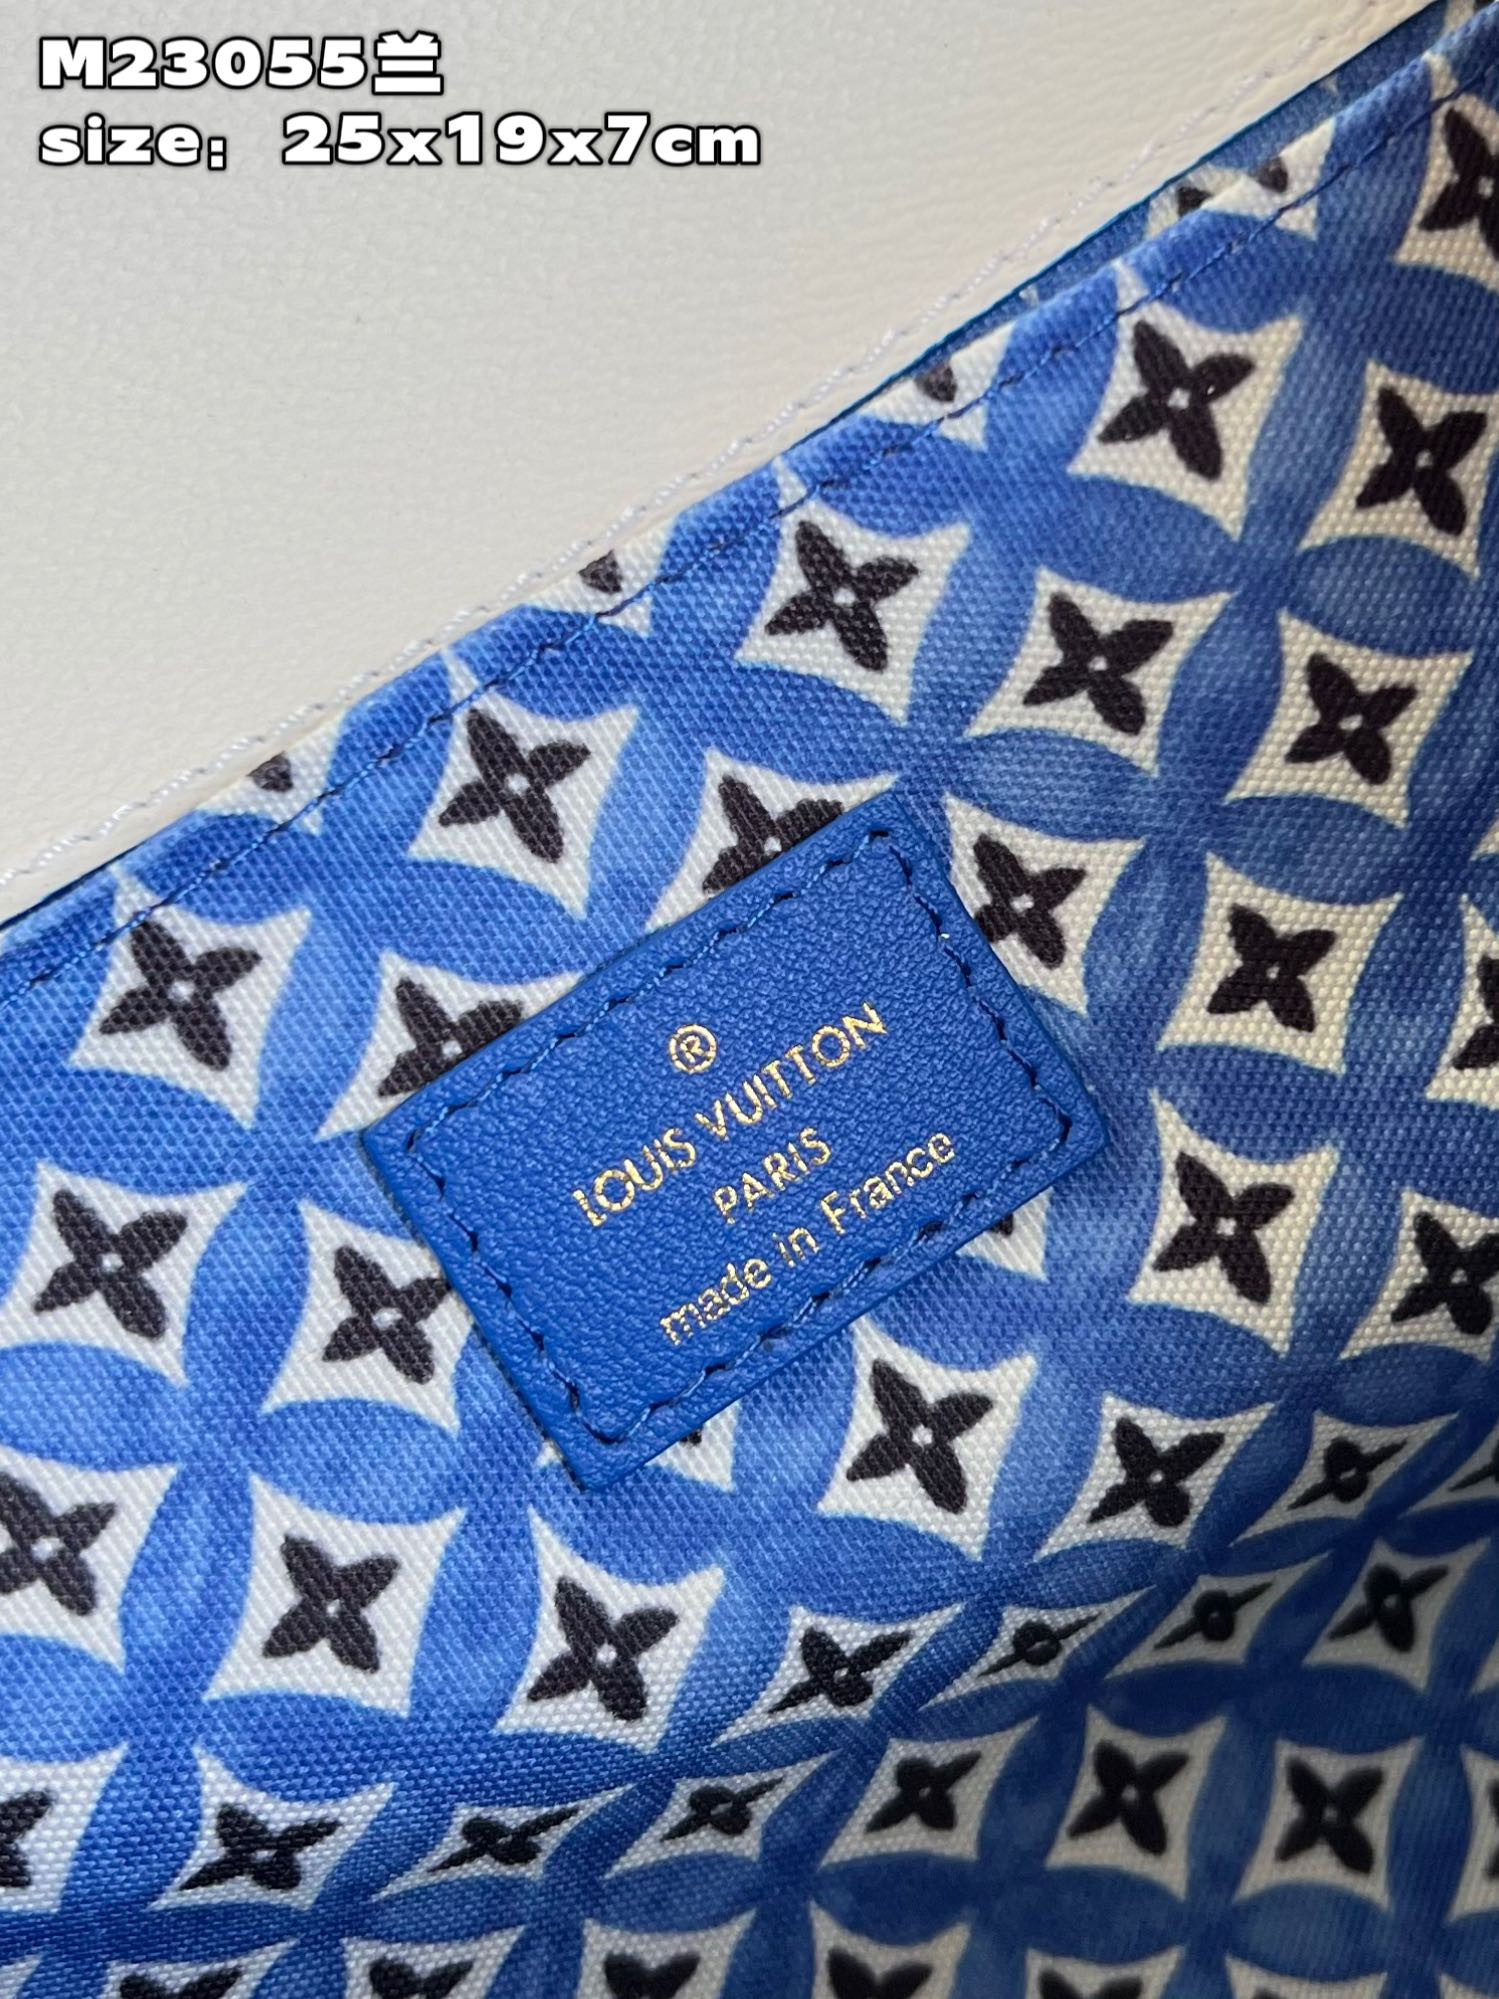 M23055兰
size：25x19x7cm
®
LOUIS VUITTON
PARIS
made in France